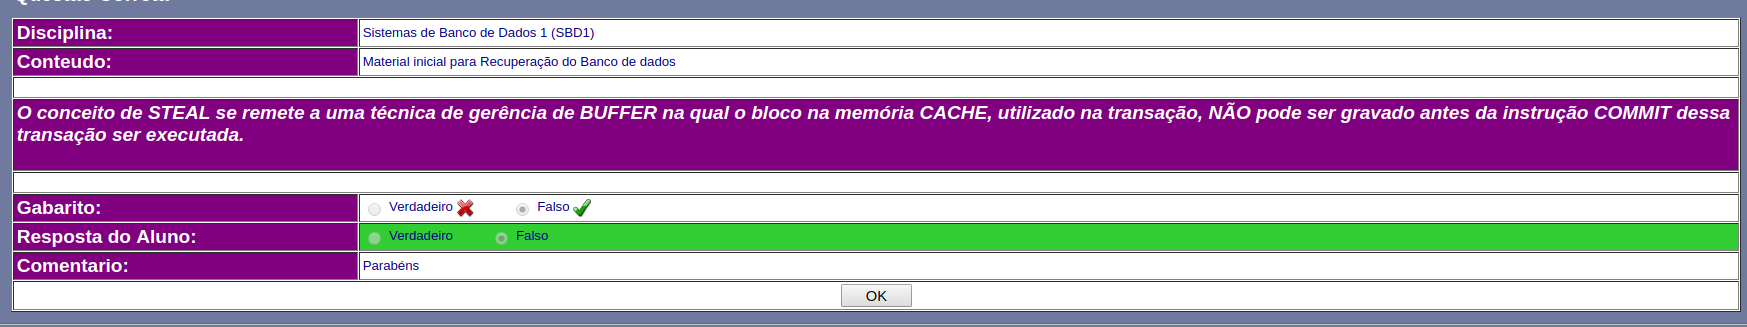 Questão Correta
Disciplina: Sistemas de Banco de Dados 1 (SBD1)
Conteudo: Material inicial para Recuperação do Banco de dados
O conceito de STEAL se remete a uma técnica de gerência de BUFFER na qual o bloco na memória CACHE, utilizado na transação, NÃO pode ser gravado antes da instrução COMMIT dessa
transação ser executada.
Gabarito: Verdadeiro Falso
Resposta do Aluno: Verdadeiro Falso
Comentario: Parabéns
OK